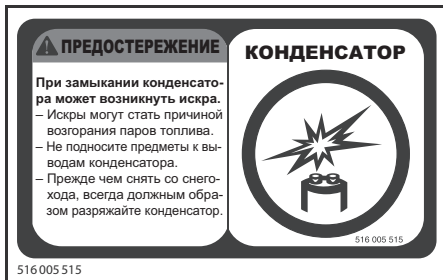 ПРЕДОСТЕРЕЖЕНИЕ
При замыкании конденсато-
ра может возникнуть искра.
– Искры могут стать причиной
возгорания паров топлива.
– Не подносите предметы к вы-
водам конденсатора.
– Прежде чем снять со снего-
хода, всегда должным обра-
зом разряжайте конденсатор.
КОНДЕНСАТОР
516 005 515
516 005 515